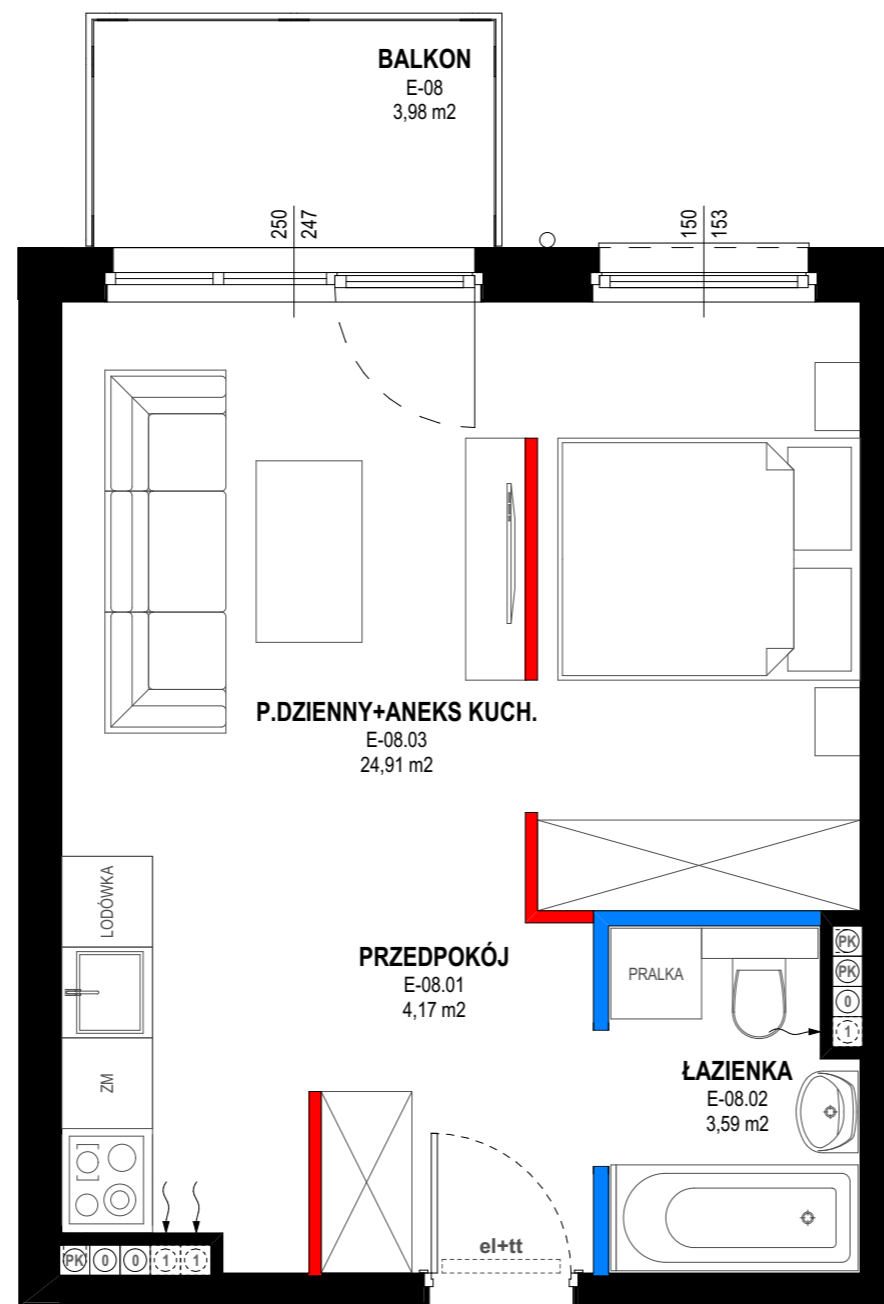 BALKON
E-08
3,98 m2
250
247
150
153
P.DZIENNY+ANEKS KUCH.
E-08.03
24,91 m2
LODÓWKA
PRZEDPOKÓJ
E-08.01
4,17 m2
PRALKA
PK
PK
0
1
ZM
ŁAZIENKA
E-08.02
3,59 m2
el+tt
PK 0 0 1 1